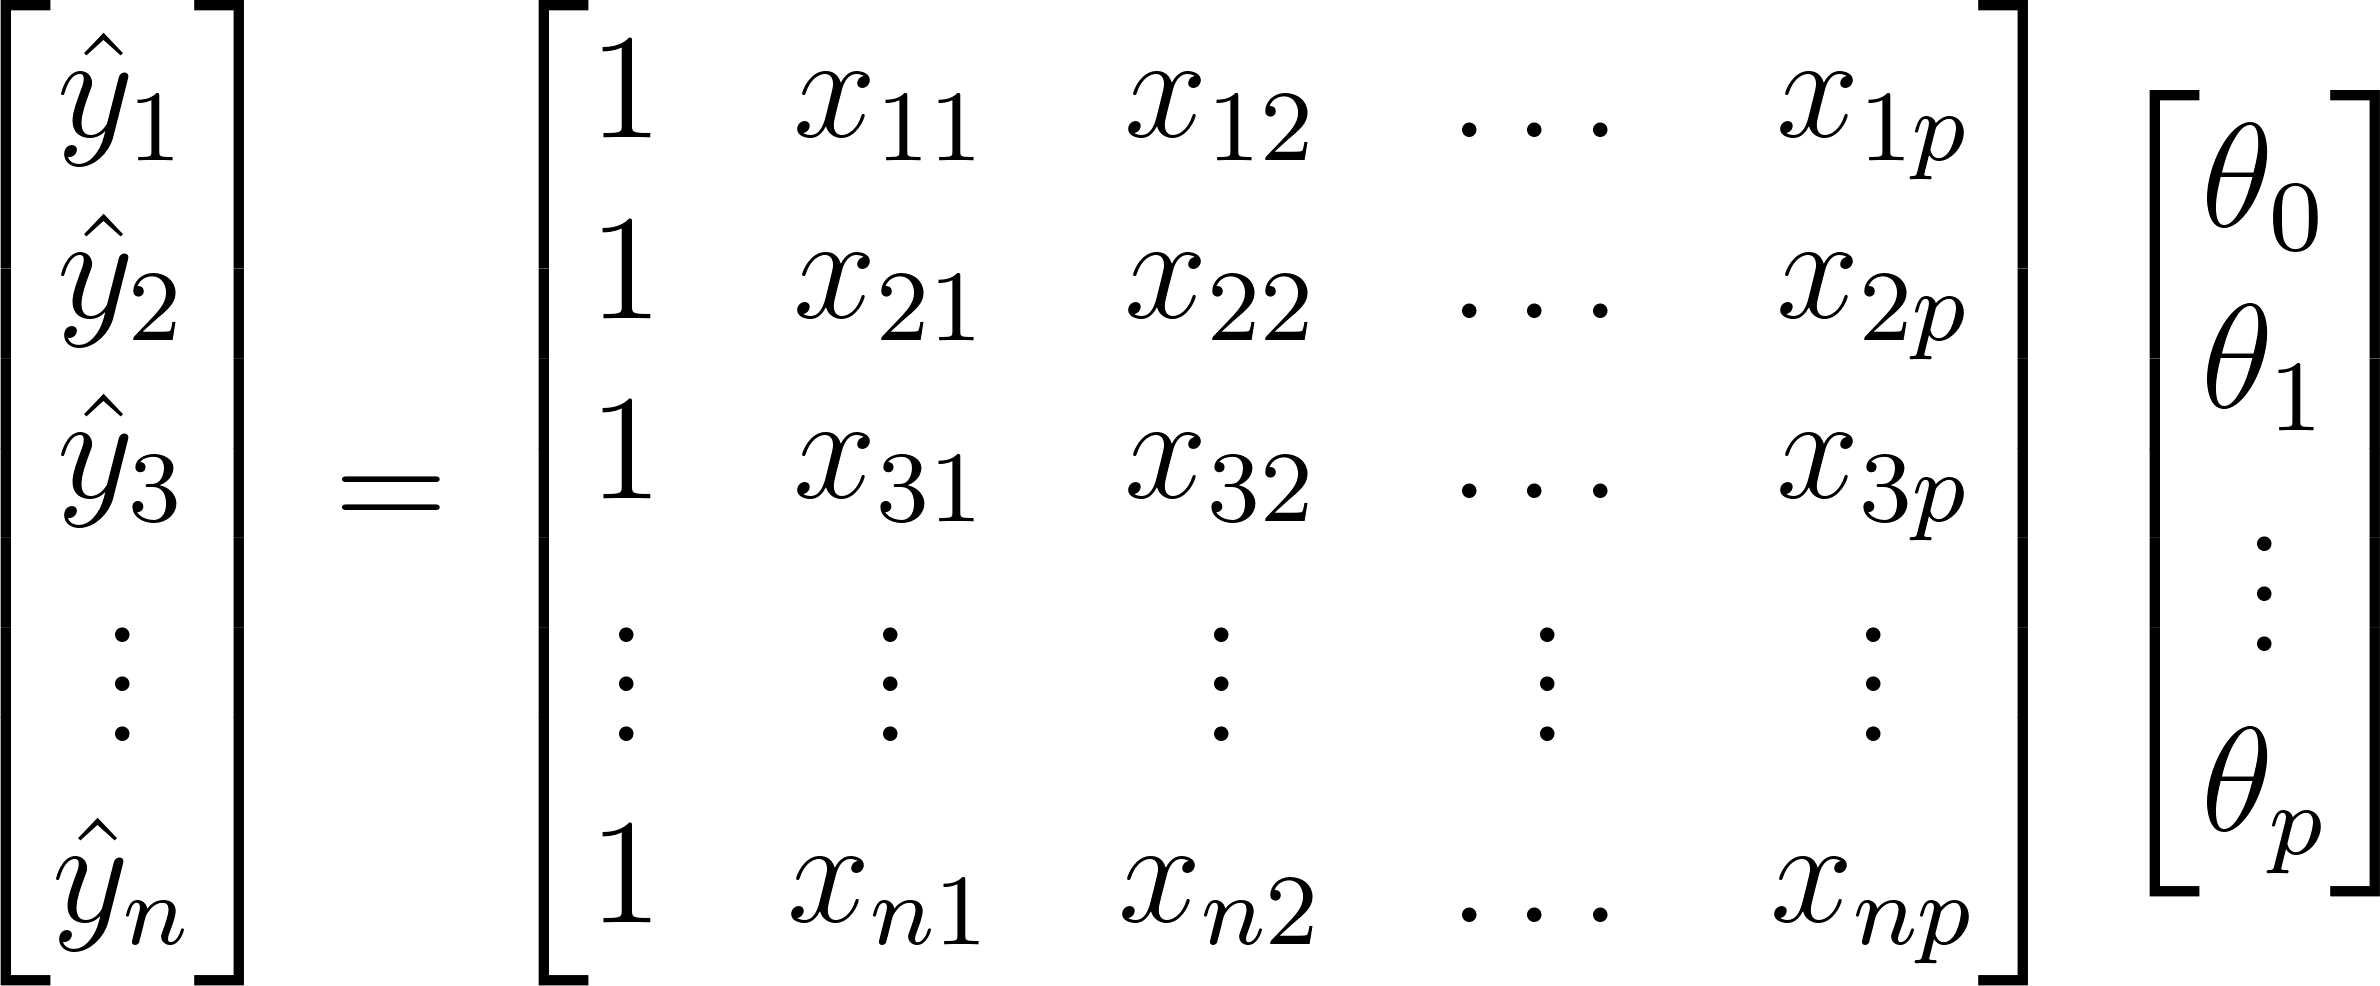 ŷ₁ 1 x₁₁ x₁₂ … x₁ₚ θ₀
ŷ₂ 1 x₂₁ x₂₂ … x₂ₚ θ₁
ŷ₃ = 1 x₃₁ x₃₂ … x₃ₚ ⋮
⋮ ⋮ ⋮ ⋮ ⋮ ⋮ θₚ
ŷₙ 1 xₙ₁ xₙ₂ … xₙₚ